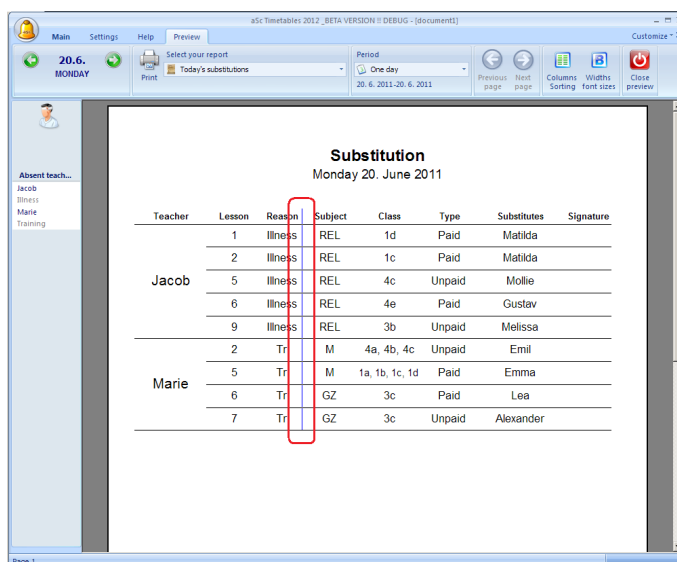 aSc Timetables 2012 _BETA VERSION !! DEBUG - [document1]
Main Settings Help Preview Customize
20.6.
MONDAY
Print
Select your report
Today's substitutions
Period
One day
20. 6. 2011-20. 6. 2011
Previous page
Next page
Columns Sorting
Widths font sizes
Close preview
Absent teach...
Jacob
Illness
Marie
Training
Substitution
Monday 20. June 2011
Teacher Lesson Reason Subject Class Type Substitutes Signature
Jacob
1 Illness REL 1d Paid Matilda
2 Illness REL 1c Paid Matilda
5 Illness REL 4c Unpaid Mollie
6 Illness REL 4e Paid Gustav
9 Illness REL 3b Unpaid Melissa
Marie
2 Tr M 4a, 4b, 4c Unpaid Emil
5 Tr M 1a, 1b, 1c, 1d Paid Emma
6 Tr GZ 3c Paid Lea
7 Tr GZ 3c Unpaid Alexander
Page 1